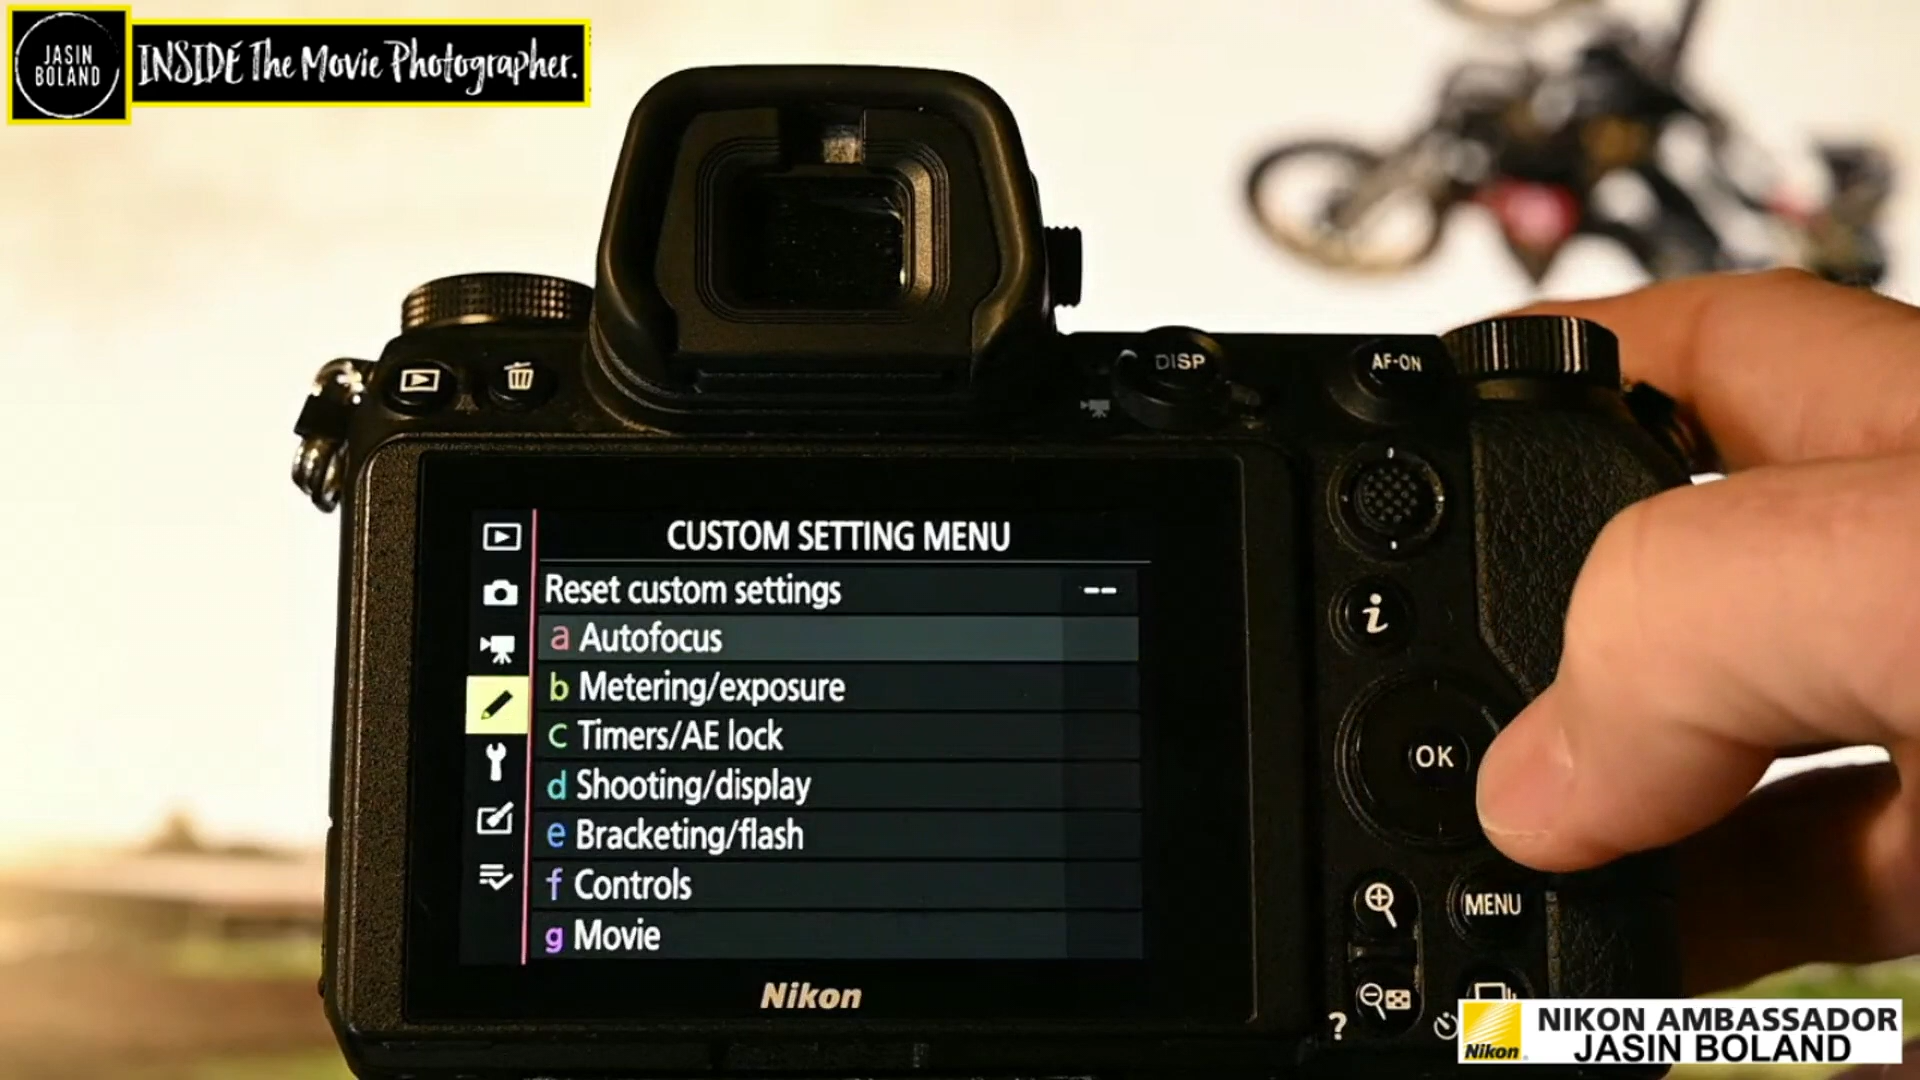 JASIN
BOLAND
INSIDE The Movie Photographer.
DISP
AF-ON
CUSTOM SETTING MENU
Reset custom settings --
a Autofocus
b Metering/exposure
c Timers/AE lock
d Shooting/display
e Bracketing/flash
f Controls
g Movie
i
OK
MENU
?
Nikon
Nikon
NIKON AMBASSADOR
JASIN BOLAND